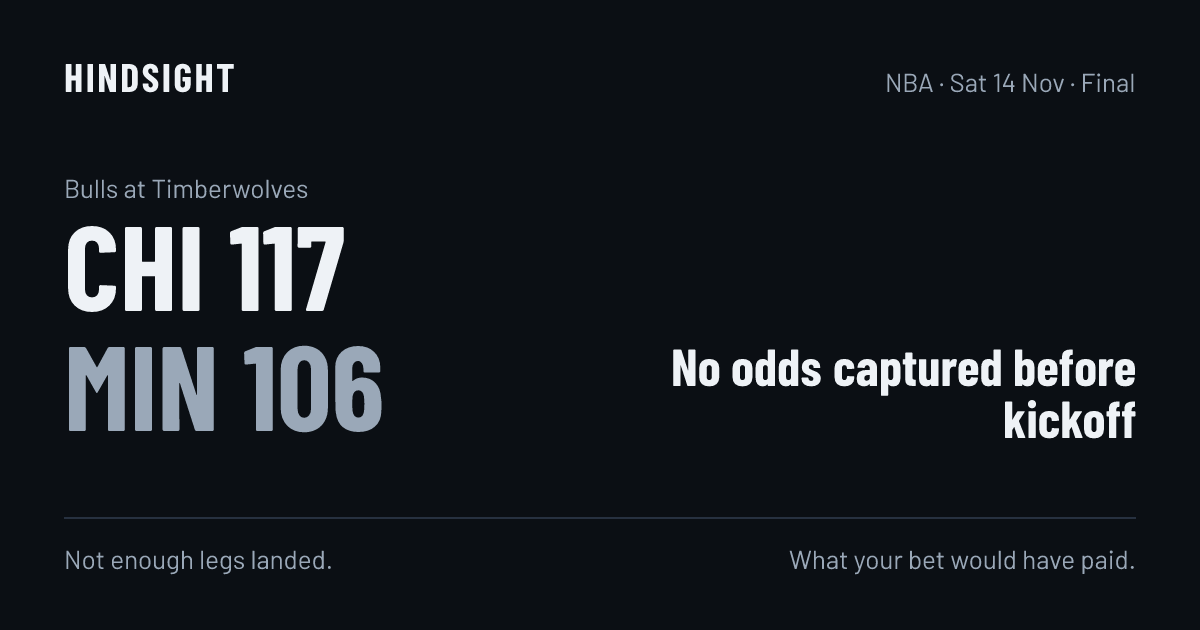 HINDSIGHT
NBA · Sat 14 Nov · Final
Bulls at Timberwolves
CHI 117
MIN 106
No odds captured before
kickoff
Not enough legs landed.
What your bet would have paid.